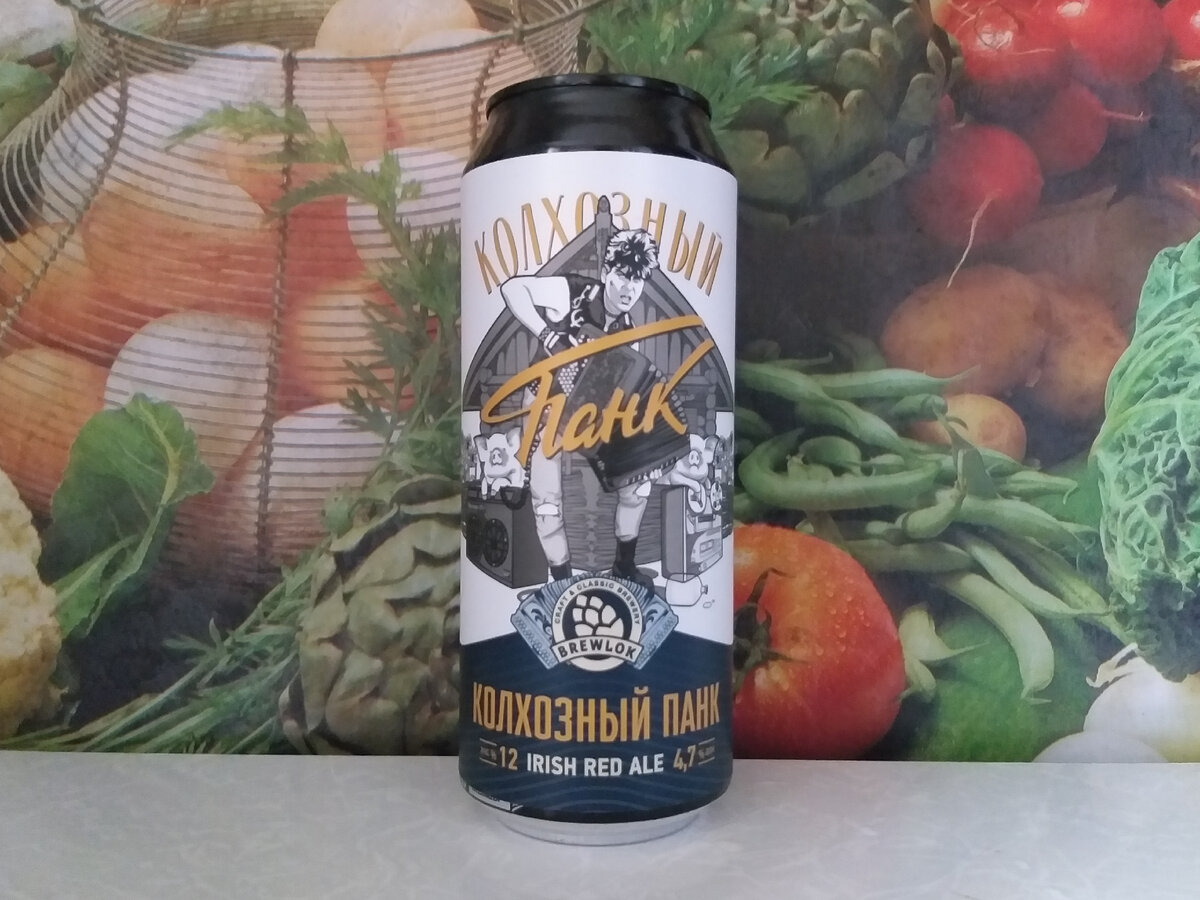 КОЛХОЗНЫЙ
Панк
CRAFT & CLASSIC BREWERY
BREWLOK
КОЛХОЗНЫЙ ПАНК
12 IRISH RED ALE 4,7